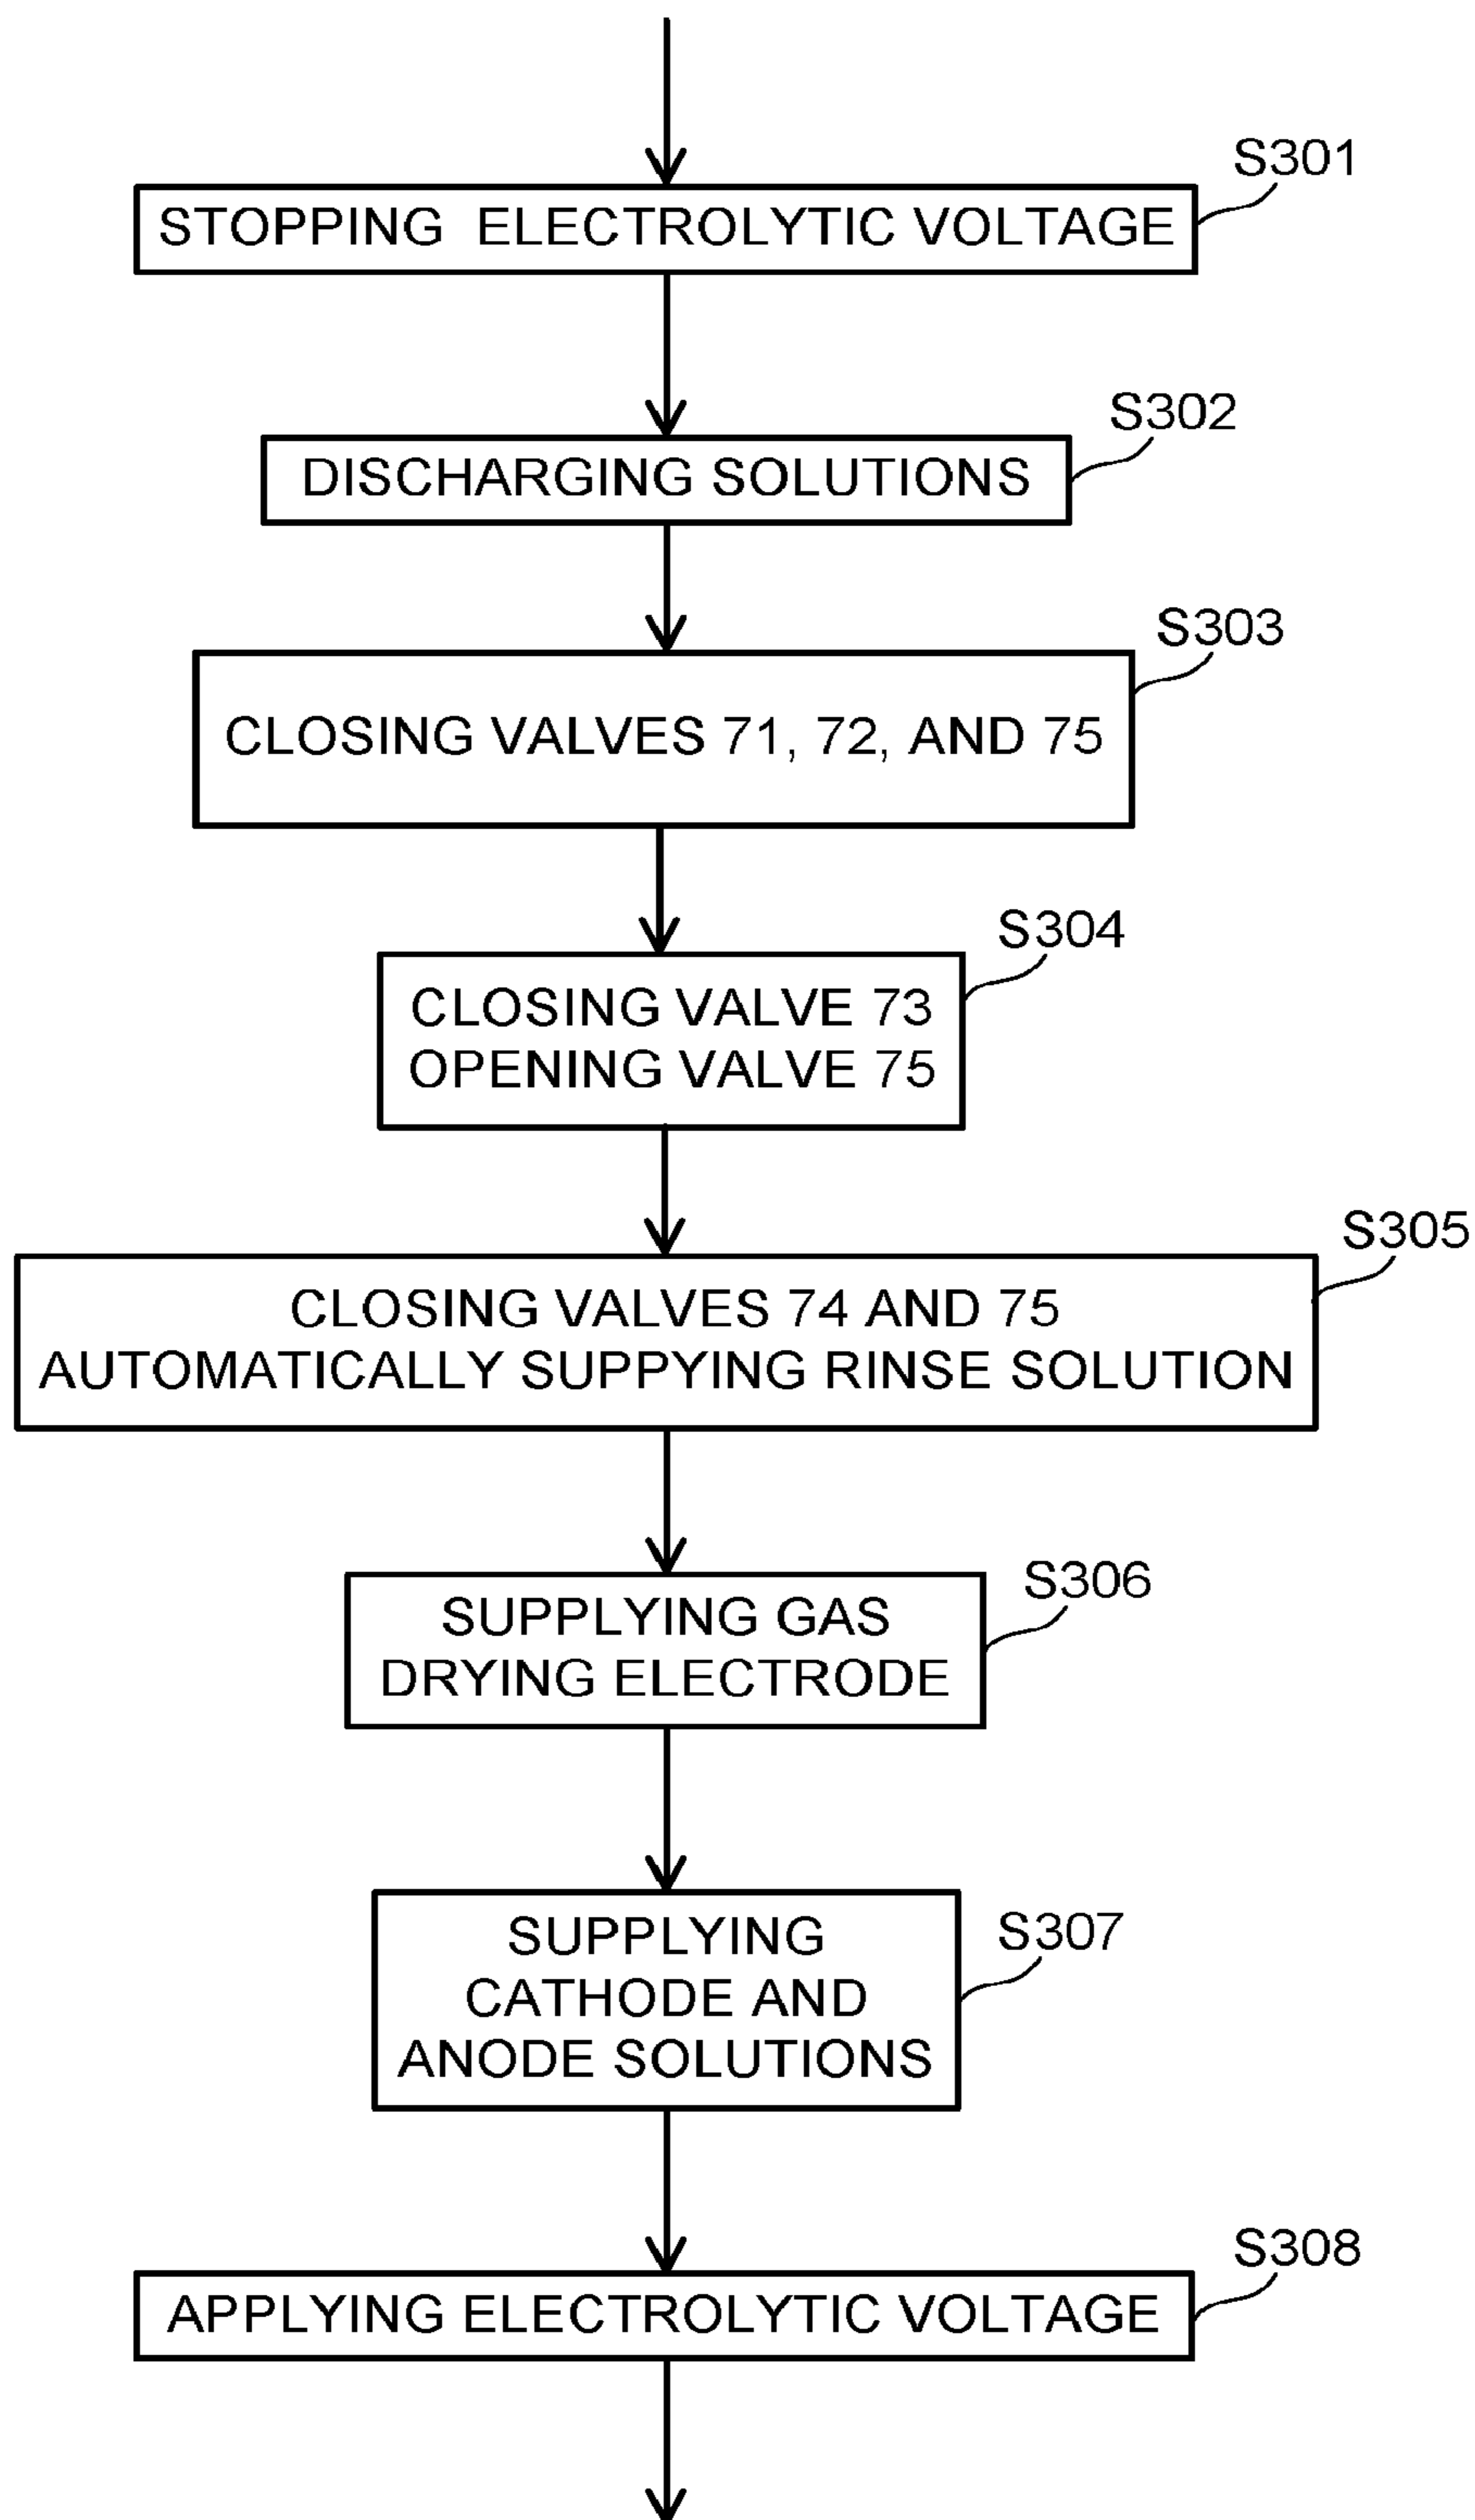 S301
STOPPING ELECTROLYTIC VOLTAGE
S302
DISCHARGING SOLUTIONS
S303
CLOSING VALVES 71, 72, AND 75
S304
CLOSING VALVE 73
OPENING VALVE 75
S305
CLOSING VALVES 74 AND 75
AUTOMATICALLY SUPPYING RINSE SOLUTION
S306
SUPPLYING GAS
DRYING ELECTRODE
S307
SUPPLYING
CATHODE AND
ANODE SOLUTIONS
S308
APPLYING ELECTROLYTIC VOLTAGE